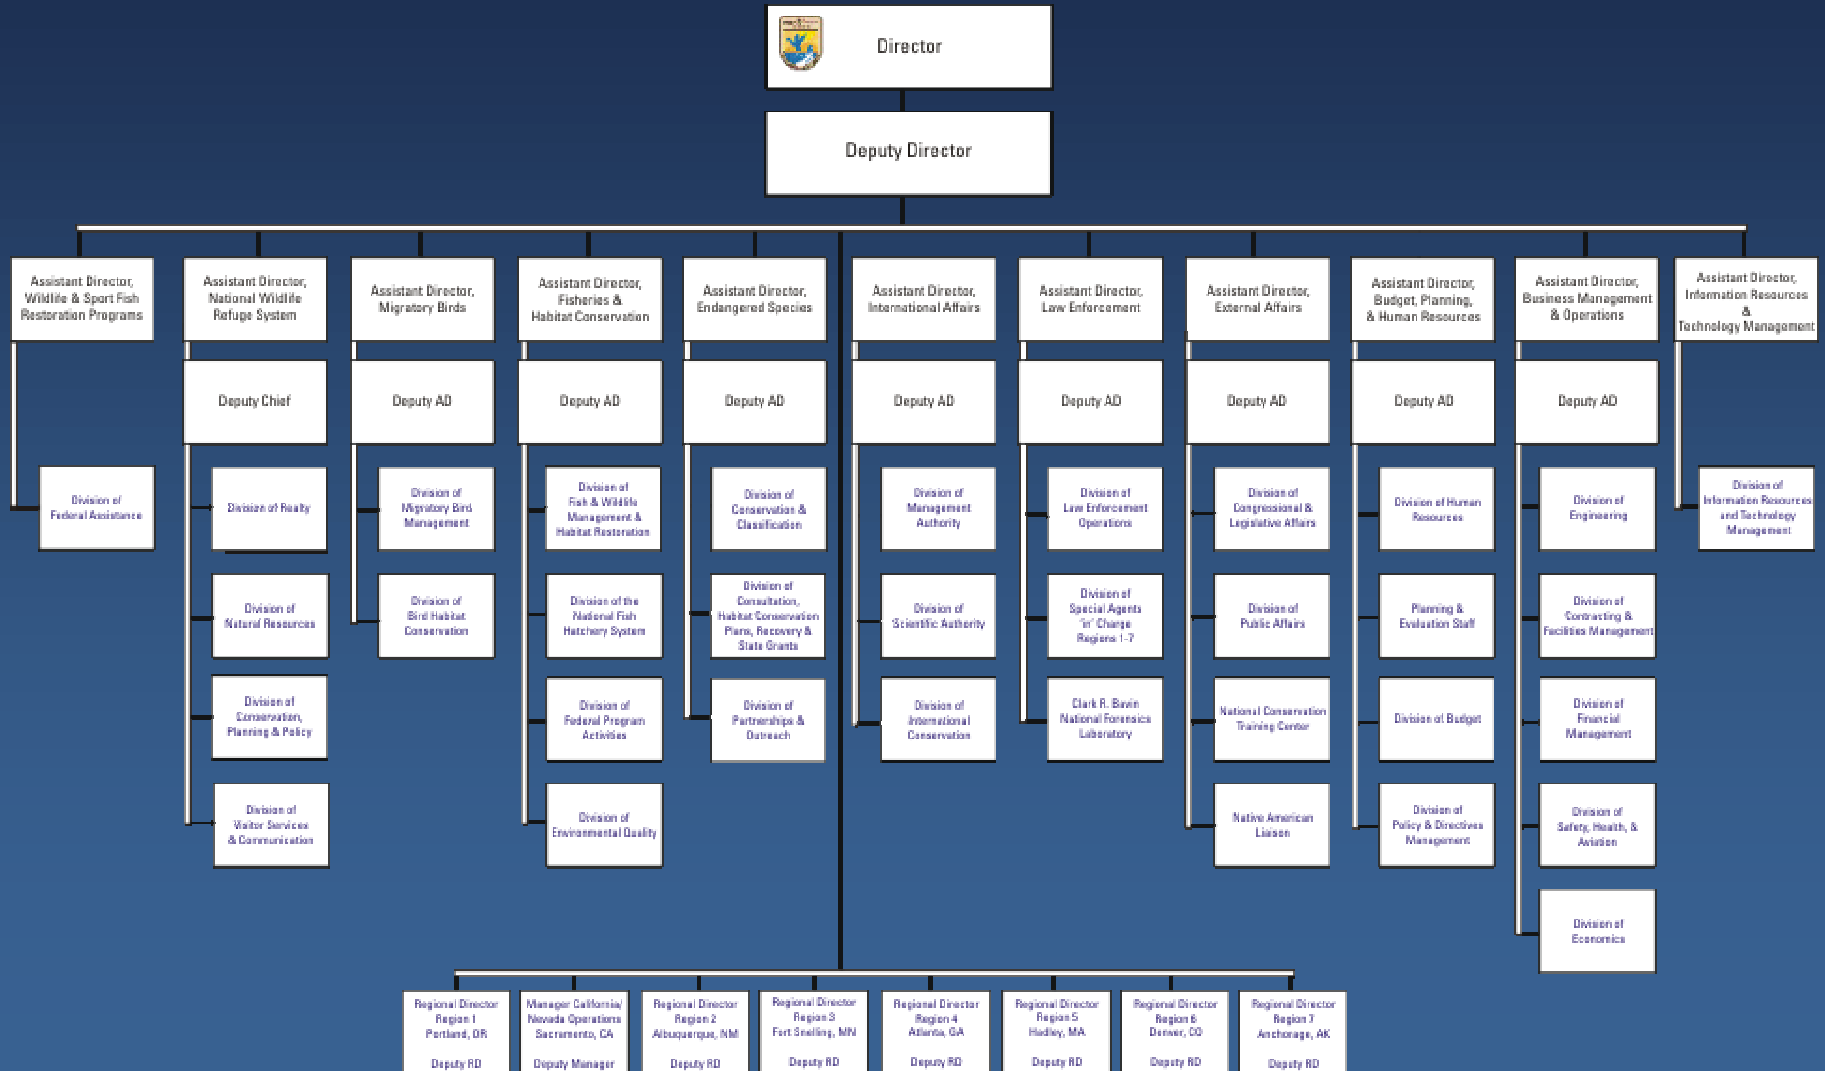 Director
Deputy Director
Assistant Director,
Wildlife & Sport Fish
Restoration Programs
Assistant Director,
National Wildlife
Refuge System
Assistant Director,
Migratory Birds
Assistant Director,
Fisheries &
Habitat Conservation
Assistant Director,
Endangered Species
Assistant Director,
International Affairs
Assistant Director,
Law Enforcement
Assistant Director,
External Affairs
Assistant Director,
Budget, Planning,
& Human Resources
Assistant Director,
Business Management
& Operations
Assistant Director,
Information Resources
&
Technology Management
Deputy Chief
Deputy AD
Deputy AD
Deputy AD
Deputy AD
Deputy AD
Deputy AD
Deputy AD
Deputy AD
Division of
Federal Assistance
Division of Realty
Division of
Natural Resources
Division of
Conservation,
Planning & Policy
Division of
Visitor Services
& Communication
Division of
Migratory Bird
Management
Division of
Bird Habitat
Conservation
Division of
Fish & Wildlife
Management &
Habitat Restoration
Division of the
National Fish
Hatchery System
Division of
Federal Program
Activities
Division of
Environmental Quality
Division of
Conservation &
Classification
Division of
Consultation,
Habitat Conservation
Plans, Recovery &
State Grants
Division of
Partnerships &
Outreach
Division of
Management
Authority
Division of
Scientific Authority
Division of
International
Conservation
Division of
Law Enforcement
Operations
Division of
Special Agents
'in' Charge
Regions 1-7
Clark R. Bavin
National Forensics
Laboratory
Division of
Congressional &
Legislative Affairs
Division of
Public Affairs
National Conservation
Training Center
Native American
Liaison
Division of Human
Resources
Planning &
Evaluation Staff
Division of Budget
Division of
Policy & Directives
Management
Division of
Engineering
Division of
Contracting &
Facilities Management
Division of
Financial
Management
Division of
Safety, Health, &
Aviation
Division of
Economics
Division of
Information Resources
and Technology
Management
Regional Director
Region 1
Portland, OR
Deputy RD
Manager California/
Nevada Operations
Sacramento, CA
Deputy Manager
Regional Director
Region 2
Albuquerque, NM
Deputy RD
Regional Director
Region 3
Fort Snelling, MN
Deputy RD
Regional Director
Region 4
Atlanta, GA
Deputy RD
Regional Director
Region 5
Hadley, MA
Deputy RD
Regional Director
Region 6
Denver, CO
Deputy RD
Regional Director
Region 7
Anchorage, AK
Deputy RD